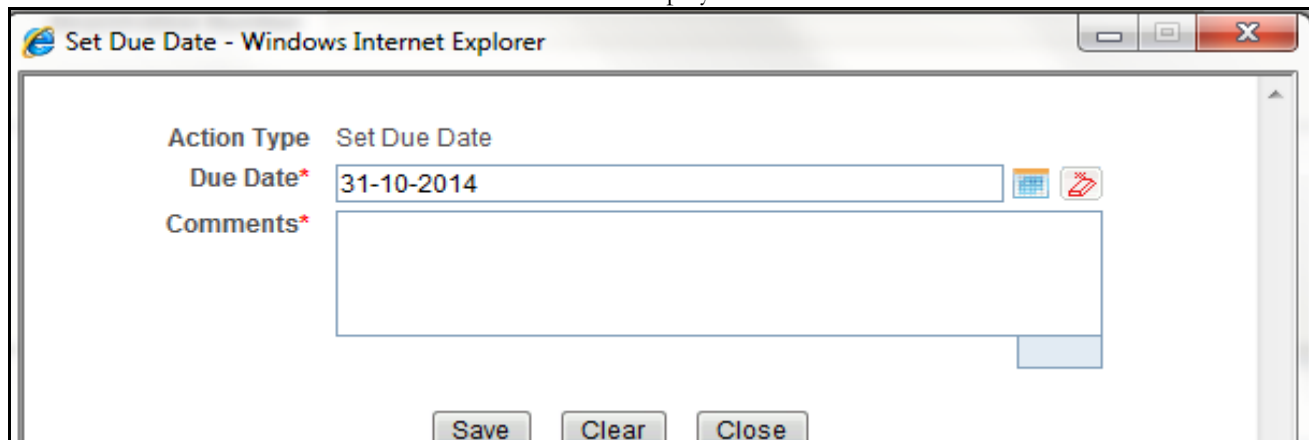 Set Due Date - Windows Internet Explorer
Action Type Set Due Date
Due Date* 31-10-2014
Comments*
Save Clear Close